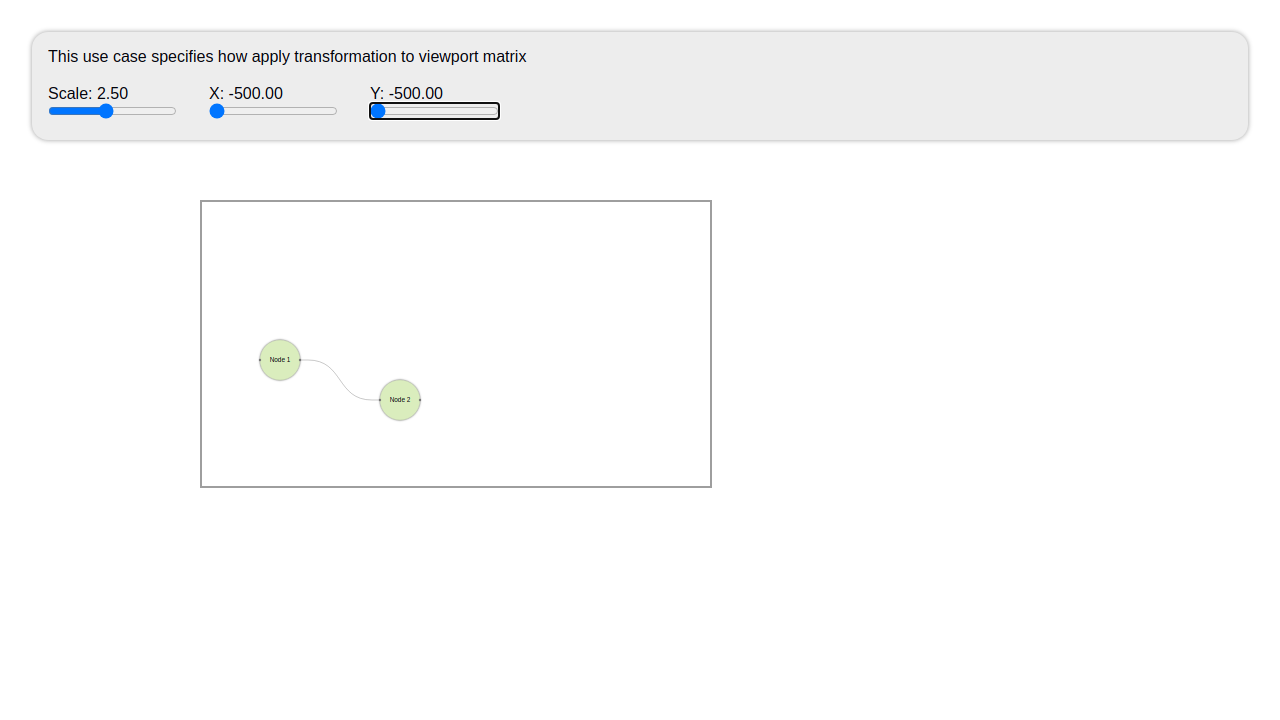 This use case specifies how apply transformation to viewport matrix
Scale: 2.50 X: -500.00 Y: -500.00
Node 1
Node 2